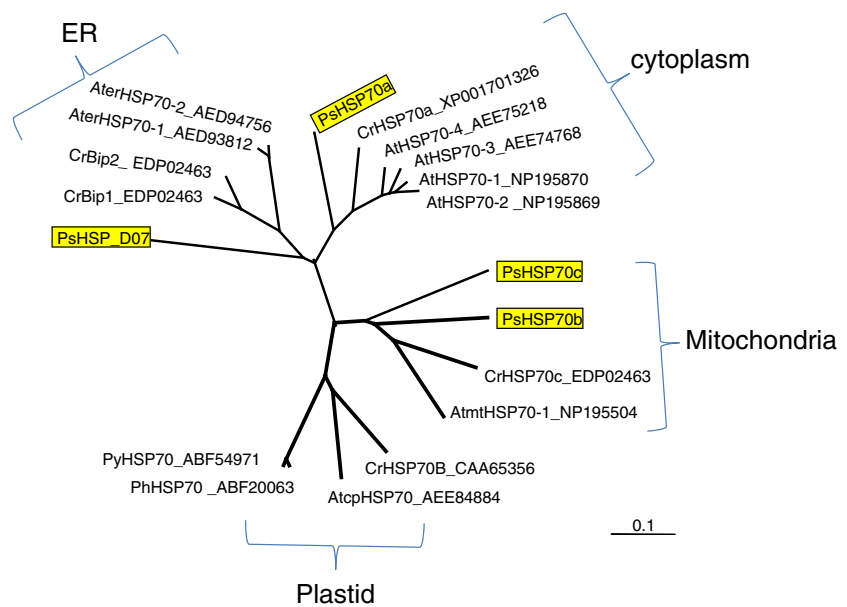 ER
cytoplasm
AterHSP70-2_AED94756
AterHSP70-1_AED93812
CrBip2_ EDP02463
CrBip1_EDP02463
PsHSP_D07
PsHSP70a
CrHSP70a_XP001701326
AtHSP70-4_AEE75218
AtHSP70-3_AEE74768
AtHSP70-1_NP195870
AtHSP70-2 _NP195869
PsHSP70c
PsHSP70b
Mitochondria
CrHSP70c_EDP02463
AtmtHSP70-1_NP195504
PyHSP70_ABF54971
PhHSP70 _ABF20063
CrHSP70B_CAA65356
AtcpHSP70_AEE84884
0.1
Plastid